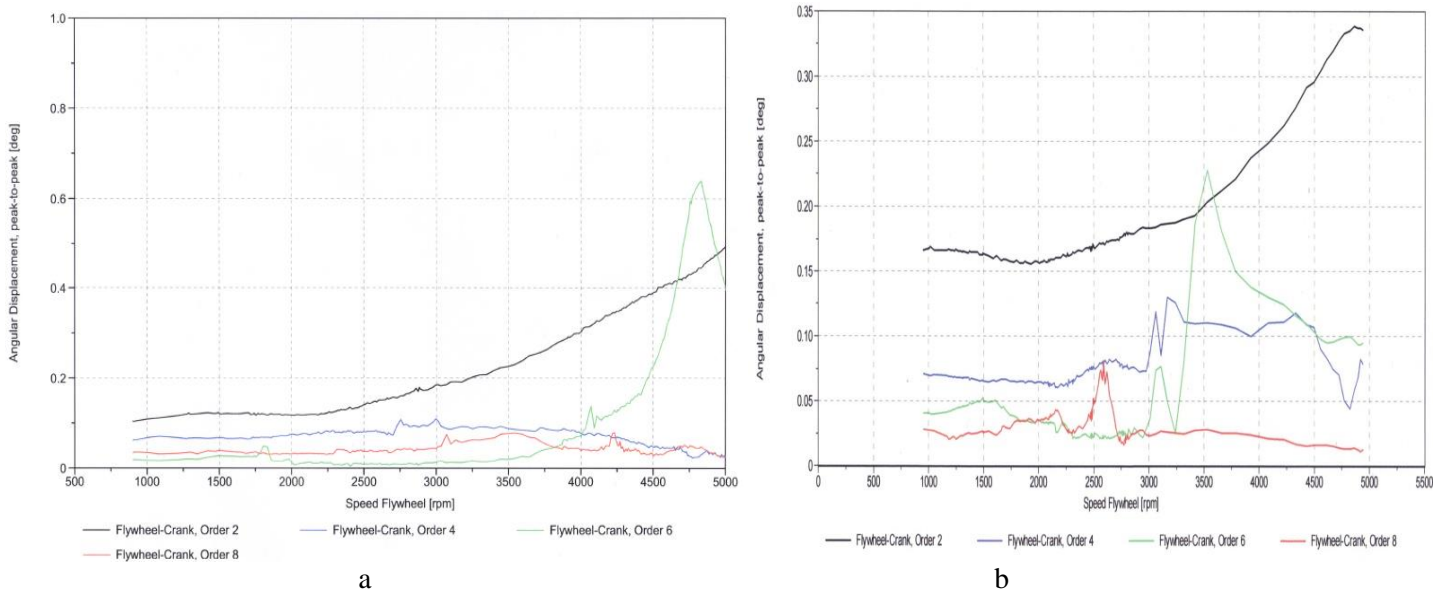 1.0
0.8
0.6
0.4
0.2
0
Angular Displacement, peak-to-peak [deg]
500 1000 1500 2000 2500 3000 3500 4000 4500 5000
Speed Flywheel [rpm]
Flywheel-Crank, Order 2 Flywheel-Crank, Order 4 Flywheel-Crank, Order 6
Flywheel-Crank, Order 8
a
0.35
0.30
0.25
0.20
0.15
0.10
0.05
0
Angular Displacement, peak-to-peak [deg]
0 500 1000 1500 2000 2500 3000 3500 4000 4500 5000 5500
Speed Flywheel [rpm]
Flywheel-Crank, Order 2 Flywheel-Crank, Order 4 Flywheel-Crank, Order 6 Flywheel-Crank, Order 8
b